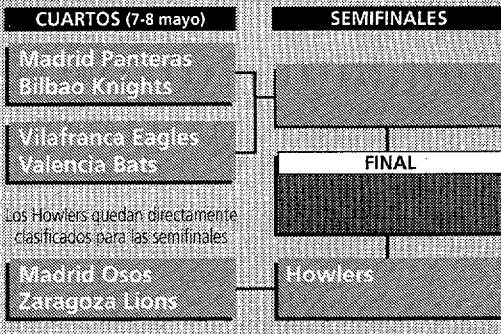 CUARTOS (7-8 mayo)
Madrid Panteras
Bilbao Knights
Vilafranca Eagles
Valencia Bats
Los Howlers quedan directamente
clasificados para las semifinales
Madrid Osos
Zaragoza Lions
SEMIFINALES
FINAL
Howlers